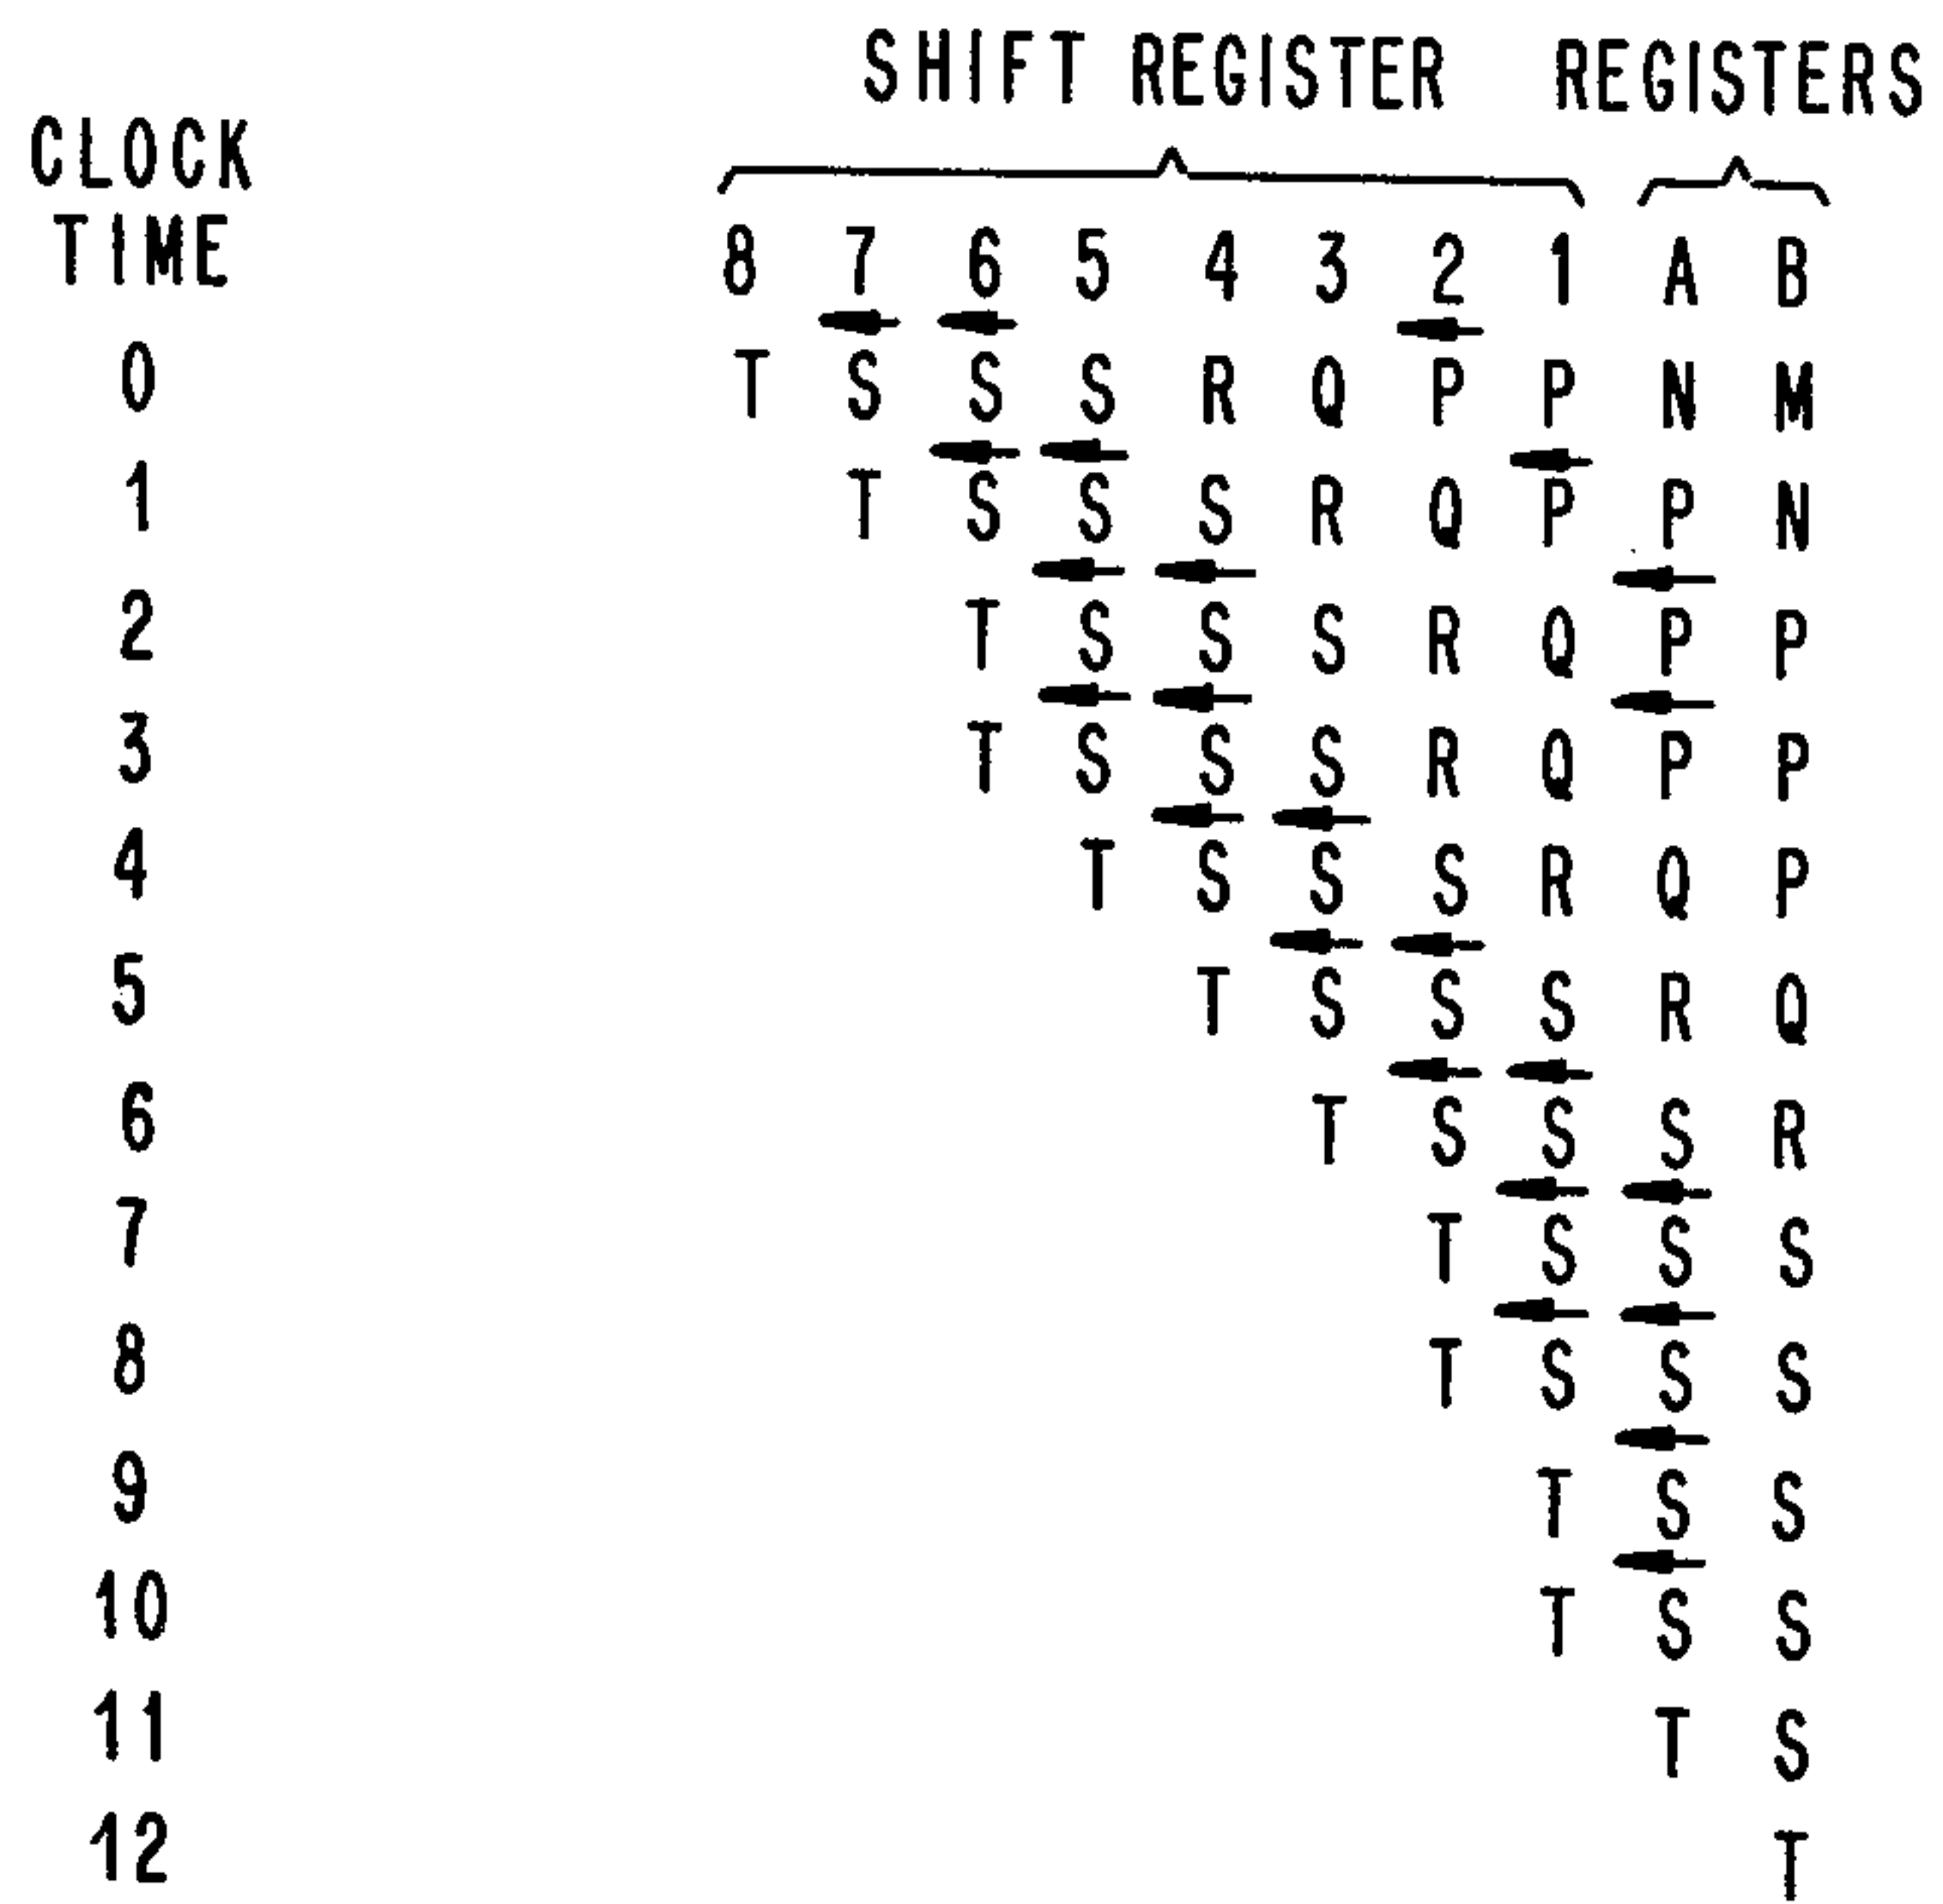 SHIFT REGISTER REGISTERS
CLOCK
TIME 8 7 6 5 4 3 2 1 A B
0 T S S S R Q P P N M
1 T S S S R Q P P N
2 T S S S R Q P P
3 T S S S R Q P P
4 T S S S R Q P
5 T S S S R Q
6 T S S S R
7 T S S S
8 T S S S
9 T S S
10 T S S
11 T S
12 T